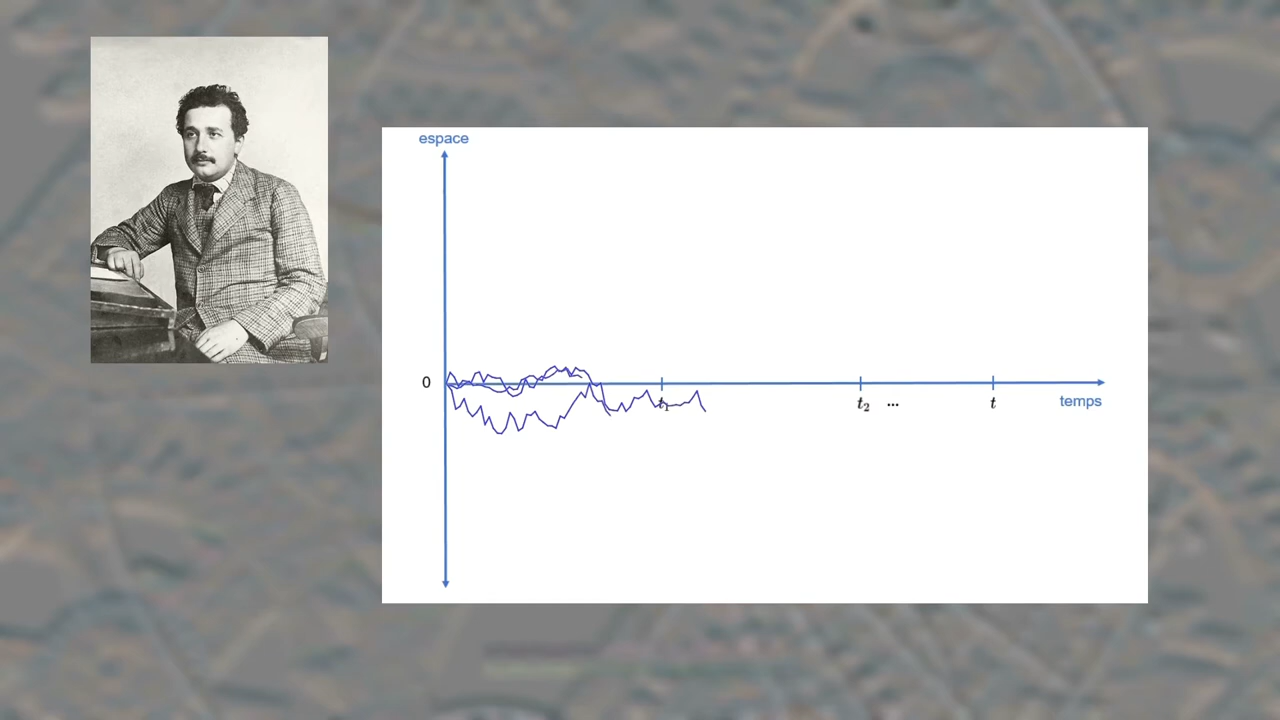 espace
0
t₁
t₂
...
t
temps